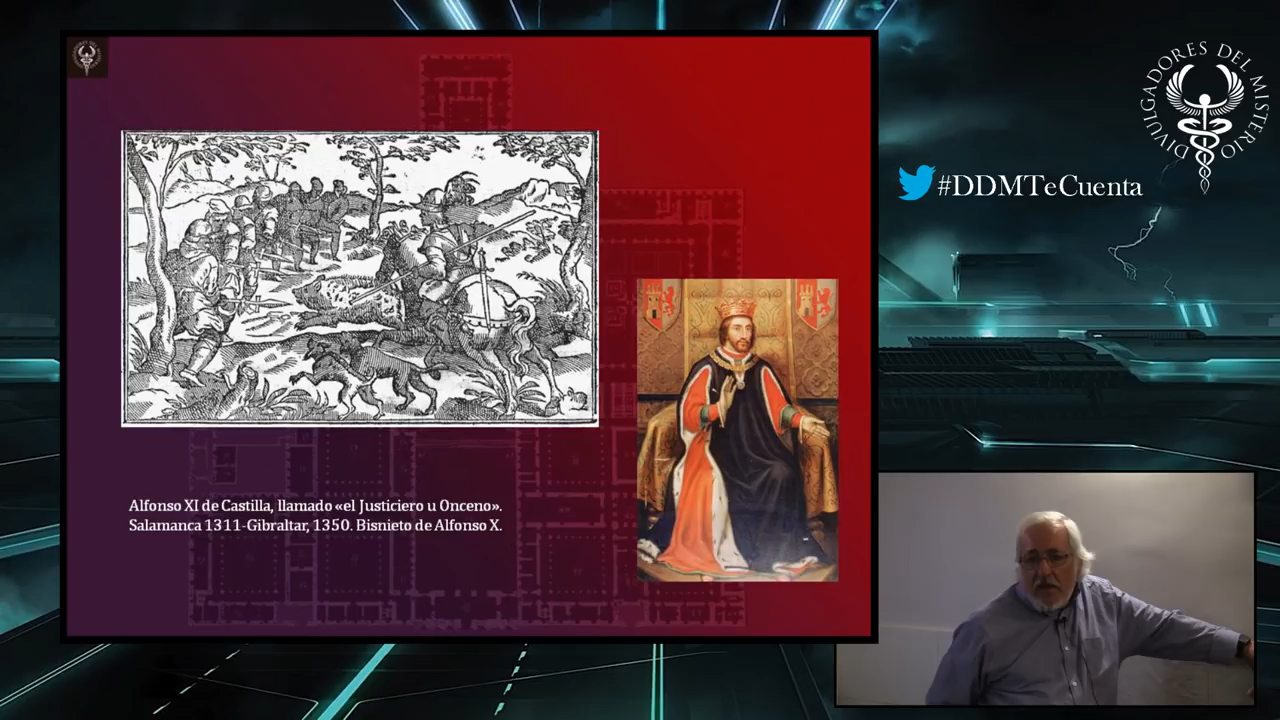 Alfonso XI de Castilla, llamado «el Justiciero u Onceno».
Salamanca 1311-Gibraltar, 1350. Bisnieto de Alfonso X.
#DDMTeCuenta
DIVULGADORES DEL MISTERIO